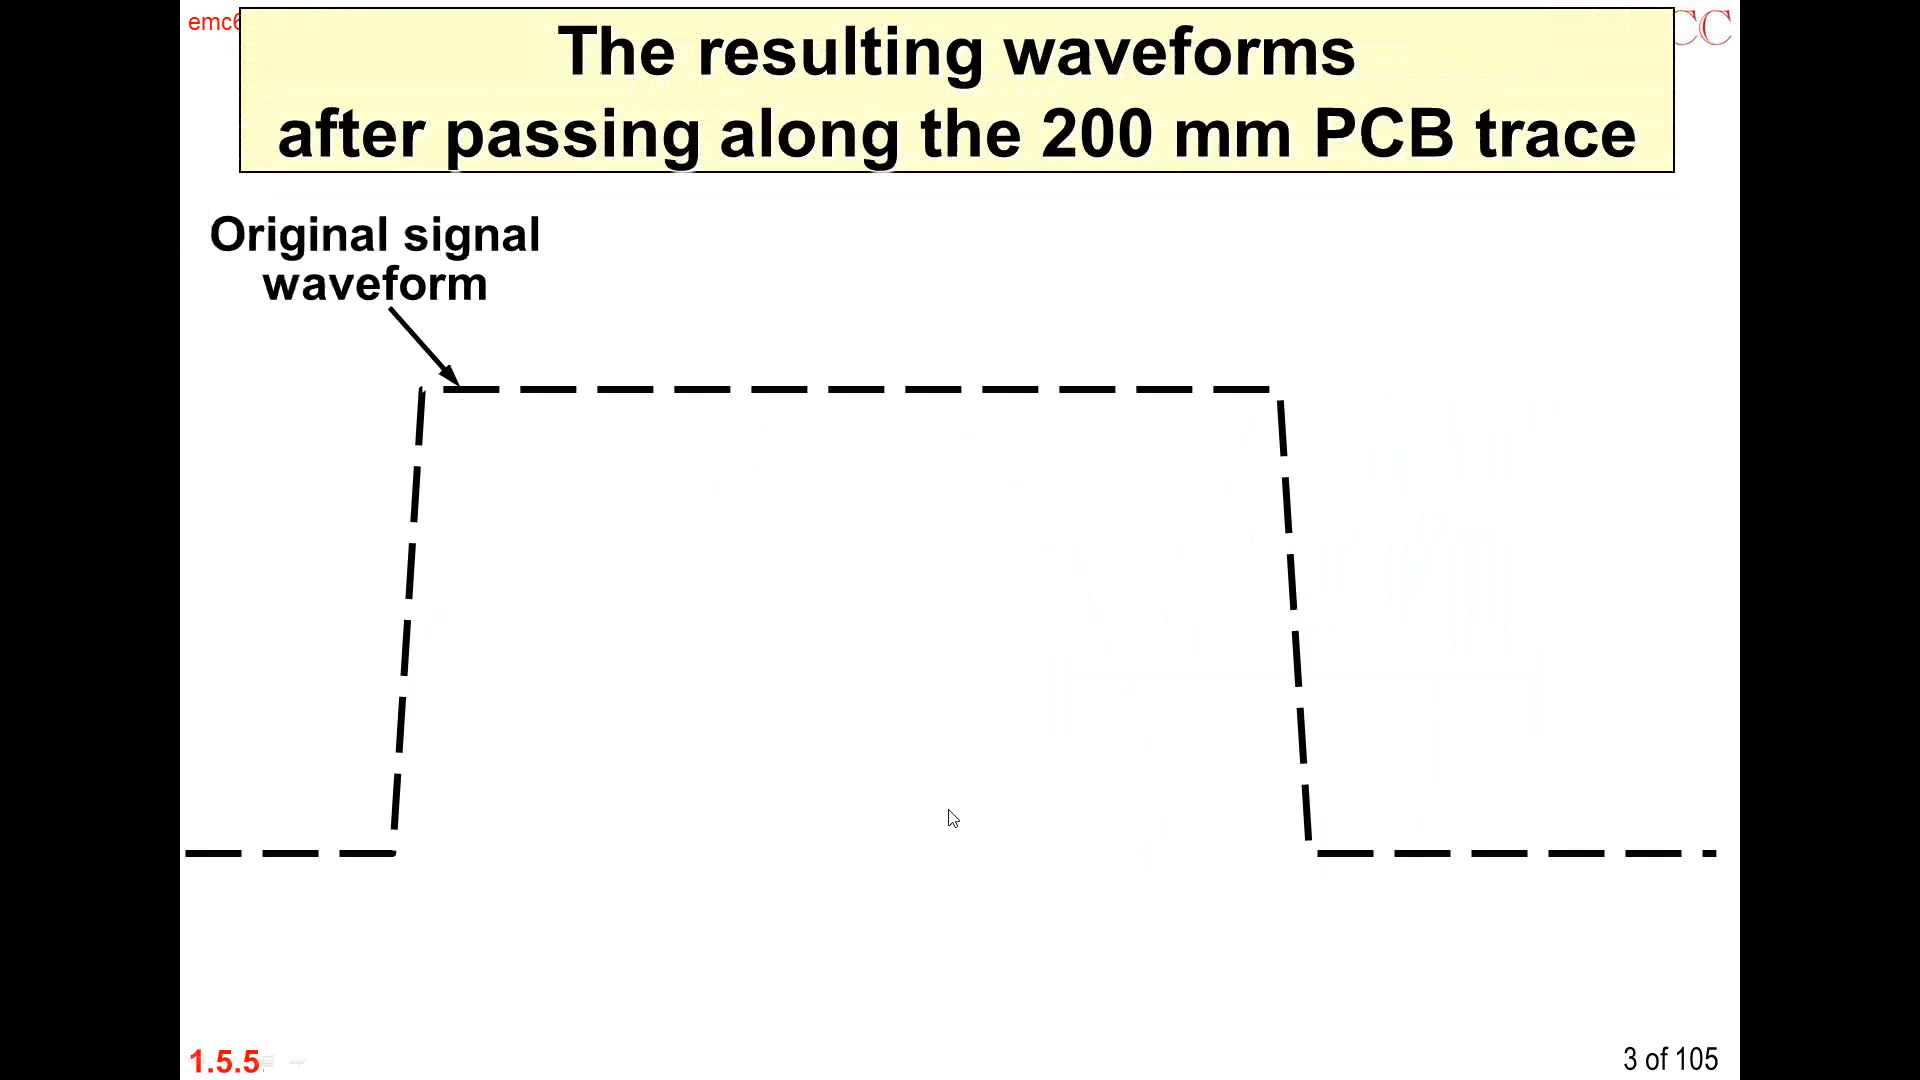 The resulting waveforms
after passing along the 200 mm PCB trace
Original signal
waveform
1.5.5
3 of 105